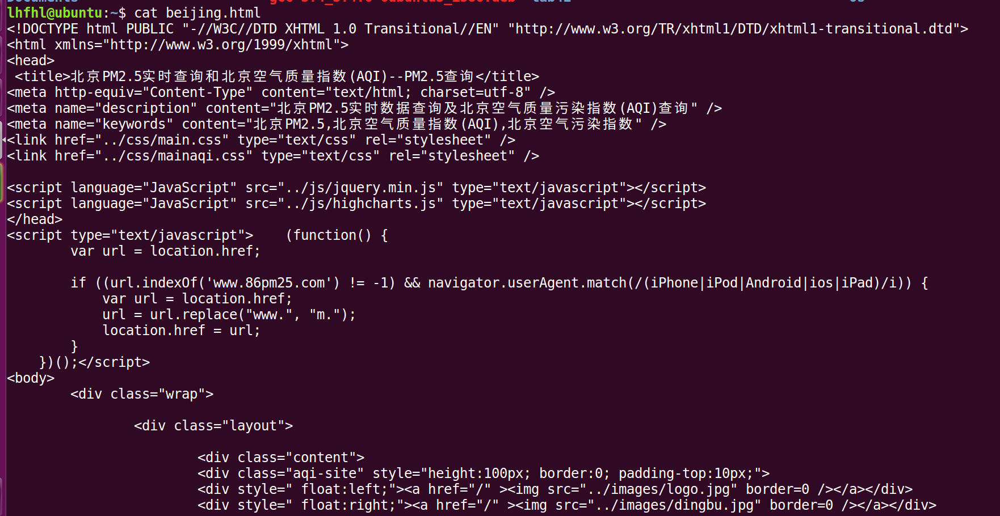 lhfhl@ubuntu:~$ cat beijing.html
<!DOCTYPE html PUBLIC "-//W3C//DTD XHTML 1.0 Transitional//EN" "http://www.w3.org/TR/xhtml1/DTD/xhtml1-transitional.dtd">
<html xmlns="http://www.w3.org/1999/xhtml">
<head>
 <title>北京PM2.5实时查询和北京空气质量指数(AQI)--PM2.5查询</title>
<meta http-equiv="Content-Type" content="text/html; charset=utf-8" />
<meta name="description" content="北京PM2.5实时数据查询及北京空气质量污染指数(AQI)查询" />
<meta name="keywords" content="北京PM2.5,北京空气质量指数(AQI),北京空气污染指数" />
<link href="../css/main.css" type="text/css" rel="stylesheet" />
<link href="../css/mainaqi.css" type="text/css" rel="stylesheet" />
<script language="JavaScript" src="../js/jquery.min.js" type="text/javascript"></script>
<script language="JavaScript" src="../js/highcharts.js" type="text/javascript"></script>
</head>
<script type="text/javascript">    (function() {
        var url = location.href;
        if ((url.indexOf('www.86pm25.com') != -1) && navigator.userAgent.match(/(iPhone|iPod|Android|ios|iPad)/i)) {
            var url = location.href;
            url = url.replace("www.", "m.");
            location.href = url;
        }
    })();</script>
<body>
        <div class="wrap">
                <div class="layout">
                        <div class="content">
                        <div class="aqi-site" style="height:100px; border:0; padding-top:10px;">
                        <div style=" float:left;"><a href="/" ><img src="../images/logo.jpg" border=0 /></a></div>
                        <div style=" float:right;"><a href="/" ><img src="../images/dingbu.jpg" border=0 /></a></div>